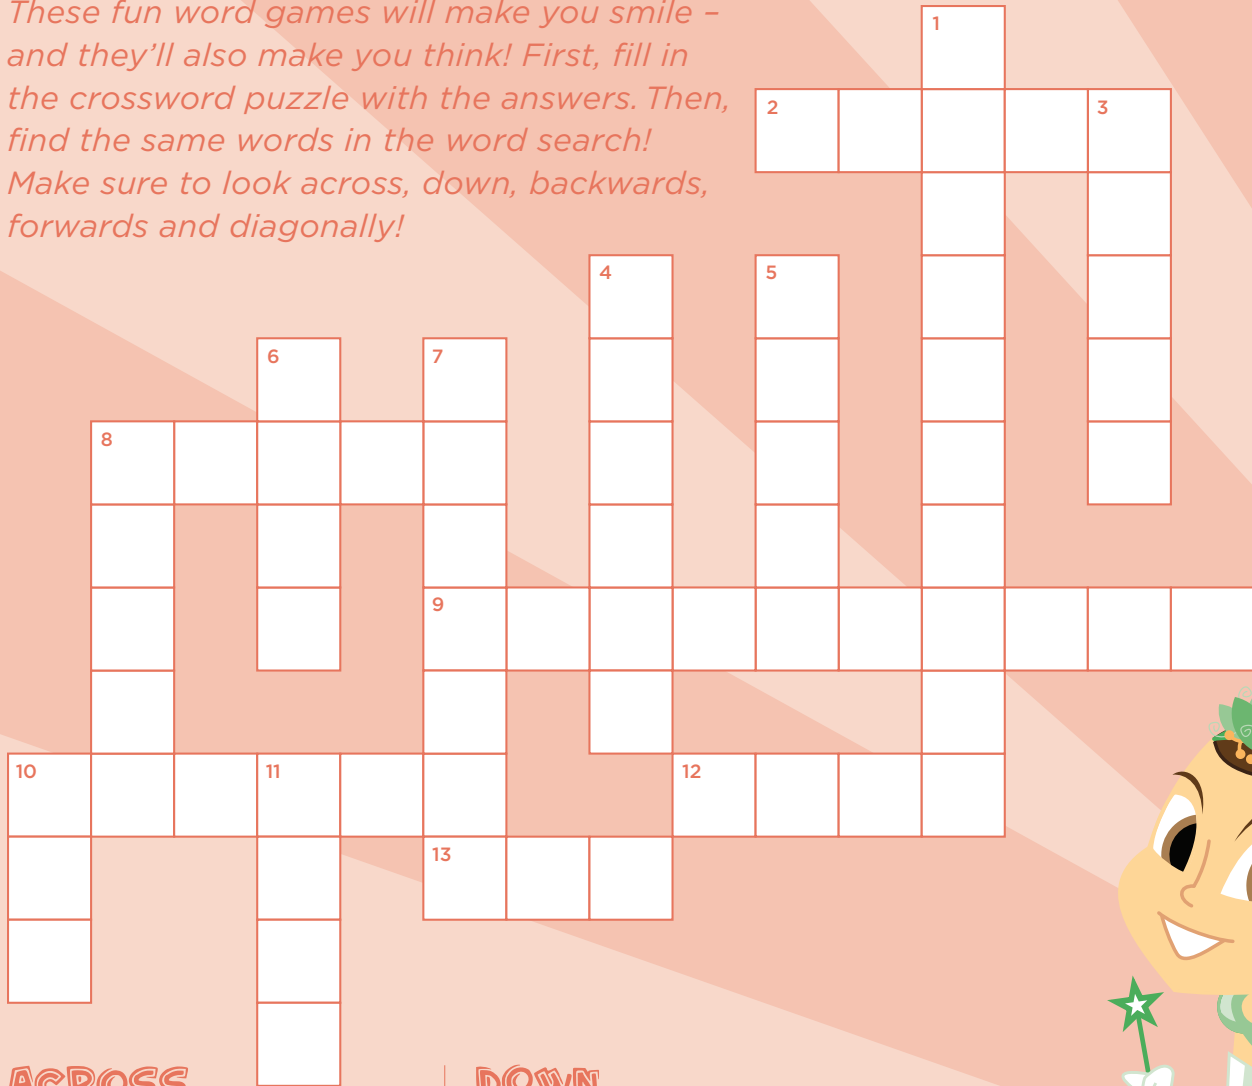 These fun word games will make you smile –
and they’ll also make you think! First, fill in
the crossword puzzle with the answers. Then,
find the same words in the word search!
Make sure to look across, down, backwards,
forwards and diagonally!
1
2 3
4 5
6 7
8
9
10 11 12
13
ACROSS DOWN